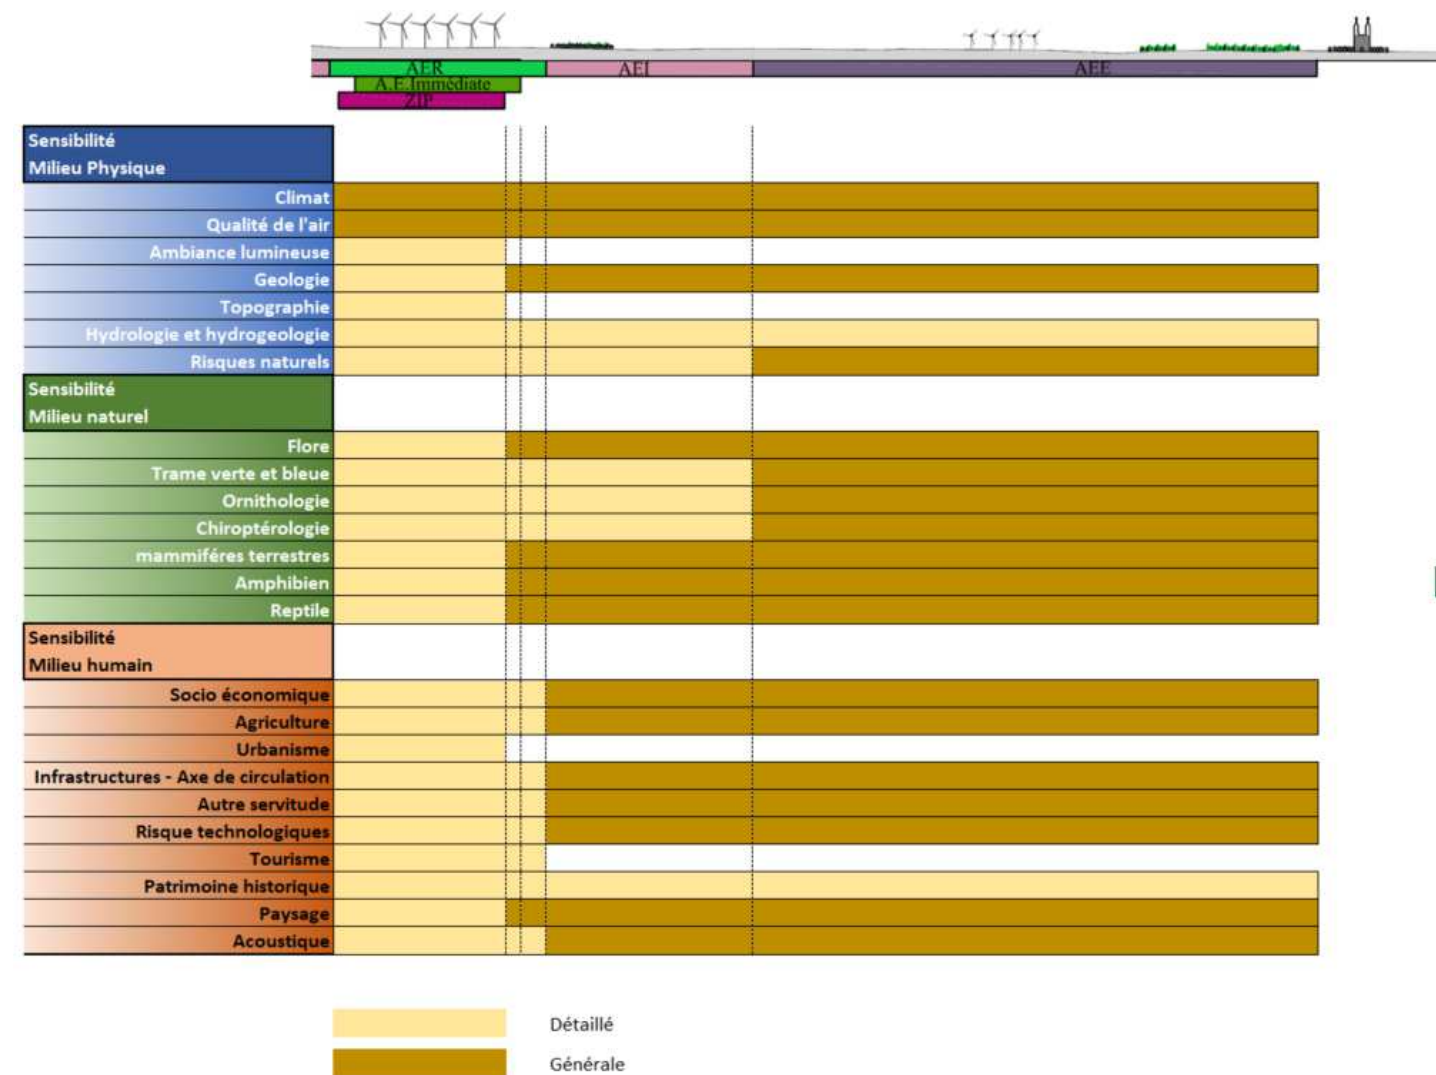 AER AEI AEE
A.E.Immédiate
ZIP
Sensibilité
Milieu Physique
Climat
Qualité de l'air
Ambiance lumineuse
Geologie
Topographie
Hydrologie et hydrogeologie
Risques naturels
Sensibilité
Milieu naturel
Flore
Trame verte et bleue
Ornithologie
Chiroptérologie
mammiféres terrestres
Amphibien
Reptile
Sensibilité
Milieu humain
Socio économique
Agriculture
Urbanisme
Infrastructures - Axe de circulation
Autre servitude
Risque technologiques
Tourisme
Patrimoine historique
Paysage
Acoustique
Détaillé
Générale